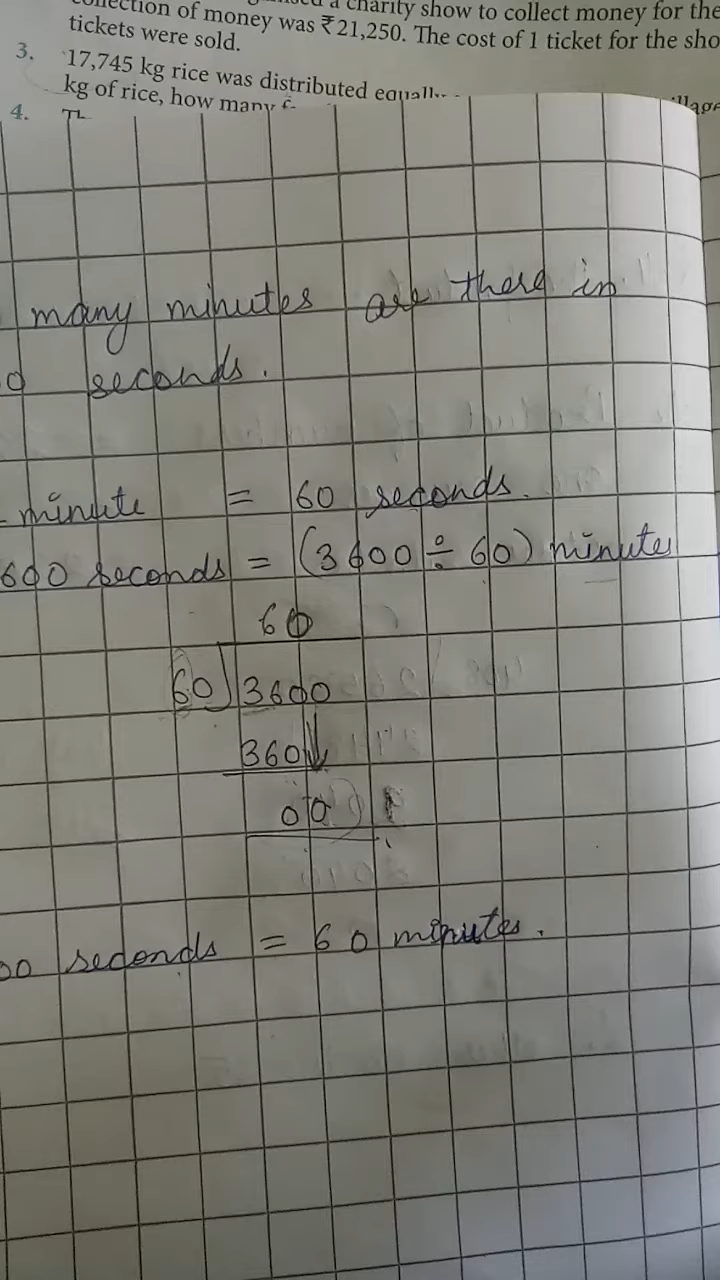 a charity show to collect money for the
collection of money was ₹21,250. The cost of 1 ticket for the sho
tickets were sold.
3. 17,745 kg rice was distributed equally
kg of rice, how many
4.
many minutes are there in
0 seconds.
minute = 60 seconds.
600 seconds = (3600 ÷ 60) minutes
60
60)3600
360↓
00
00 seconds = 60 minutes.